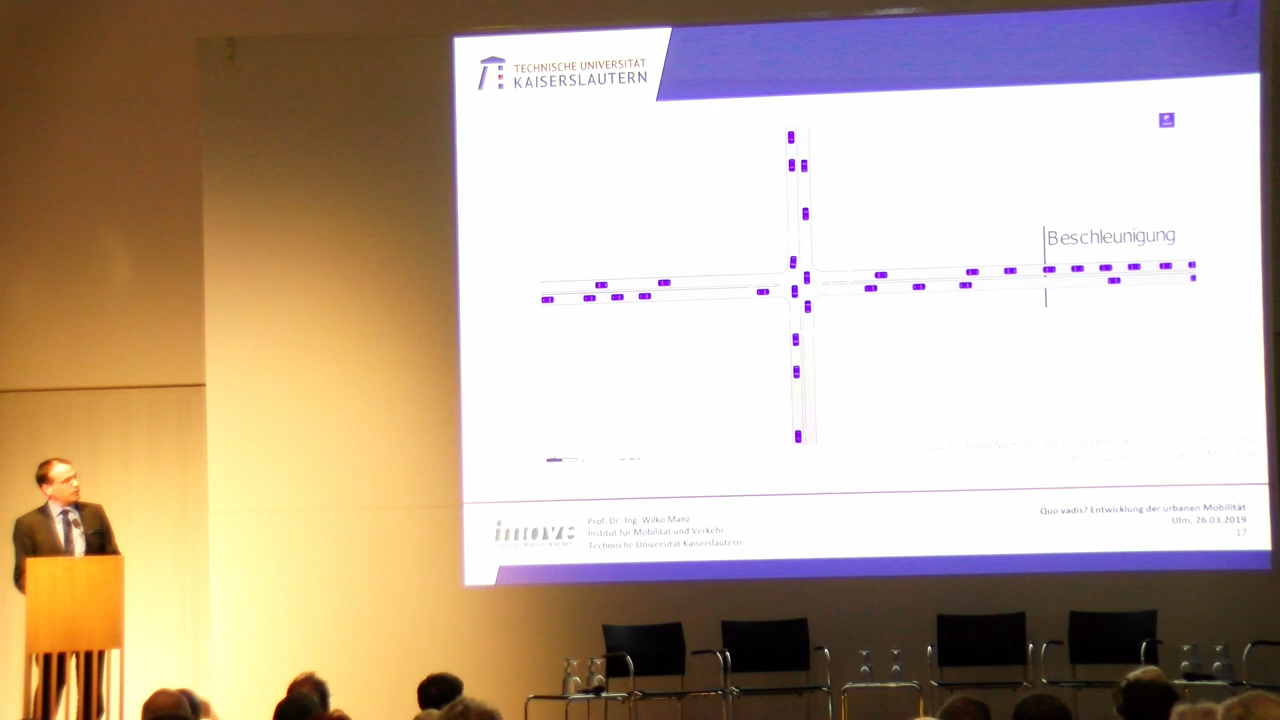 TECHNISCHE UNIVERSITÄT
KAISERSLAUTERN
Beschleunigung
imove
Prof. Dr.-Ing. Wilko Manz
Institut für Mobilität und Verkehr
Technische Universität Kaiserslautern
Quo vadis? Entwicklung der urbanen Mobilität
Ulm, 26.03.2019
17